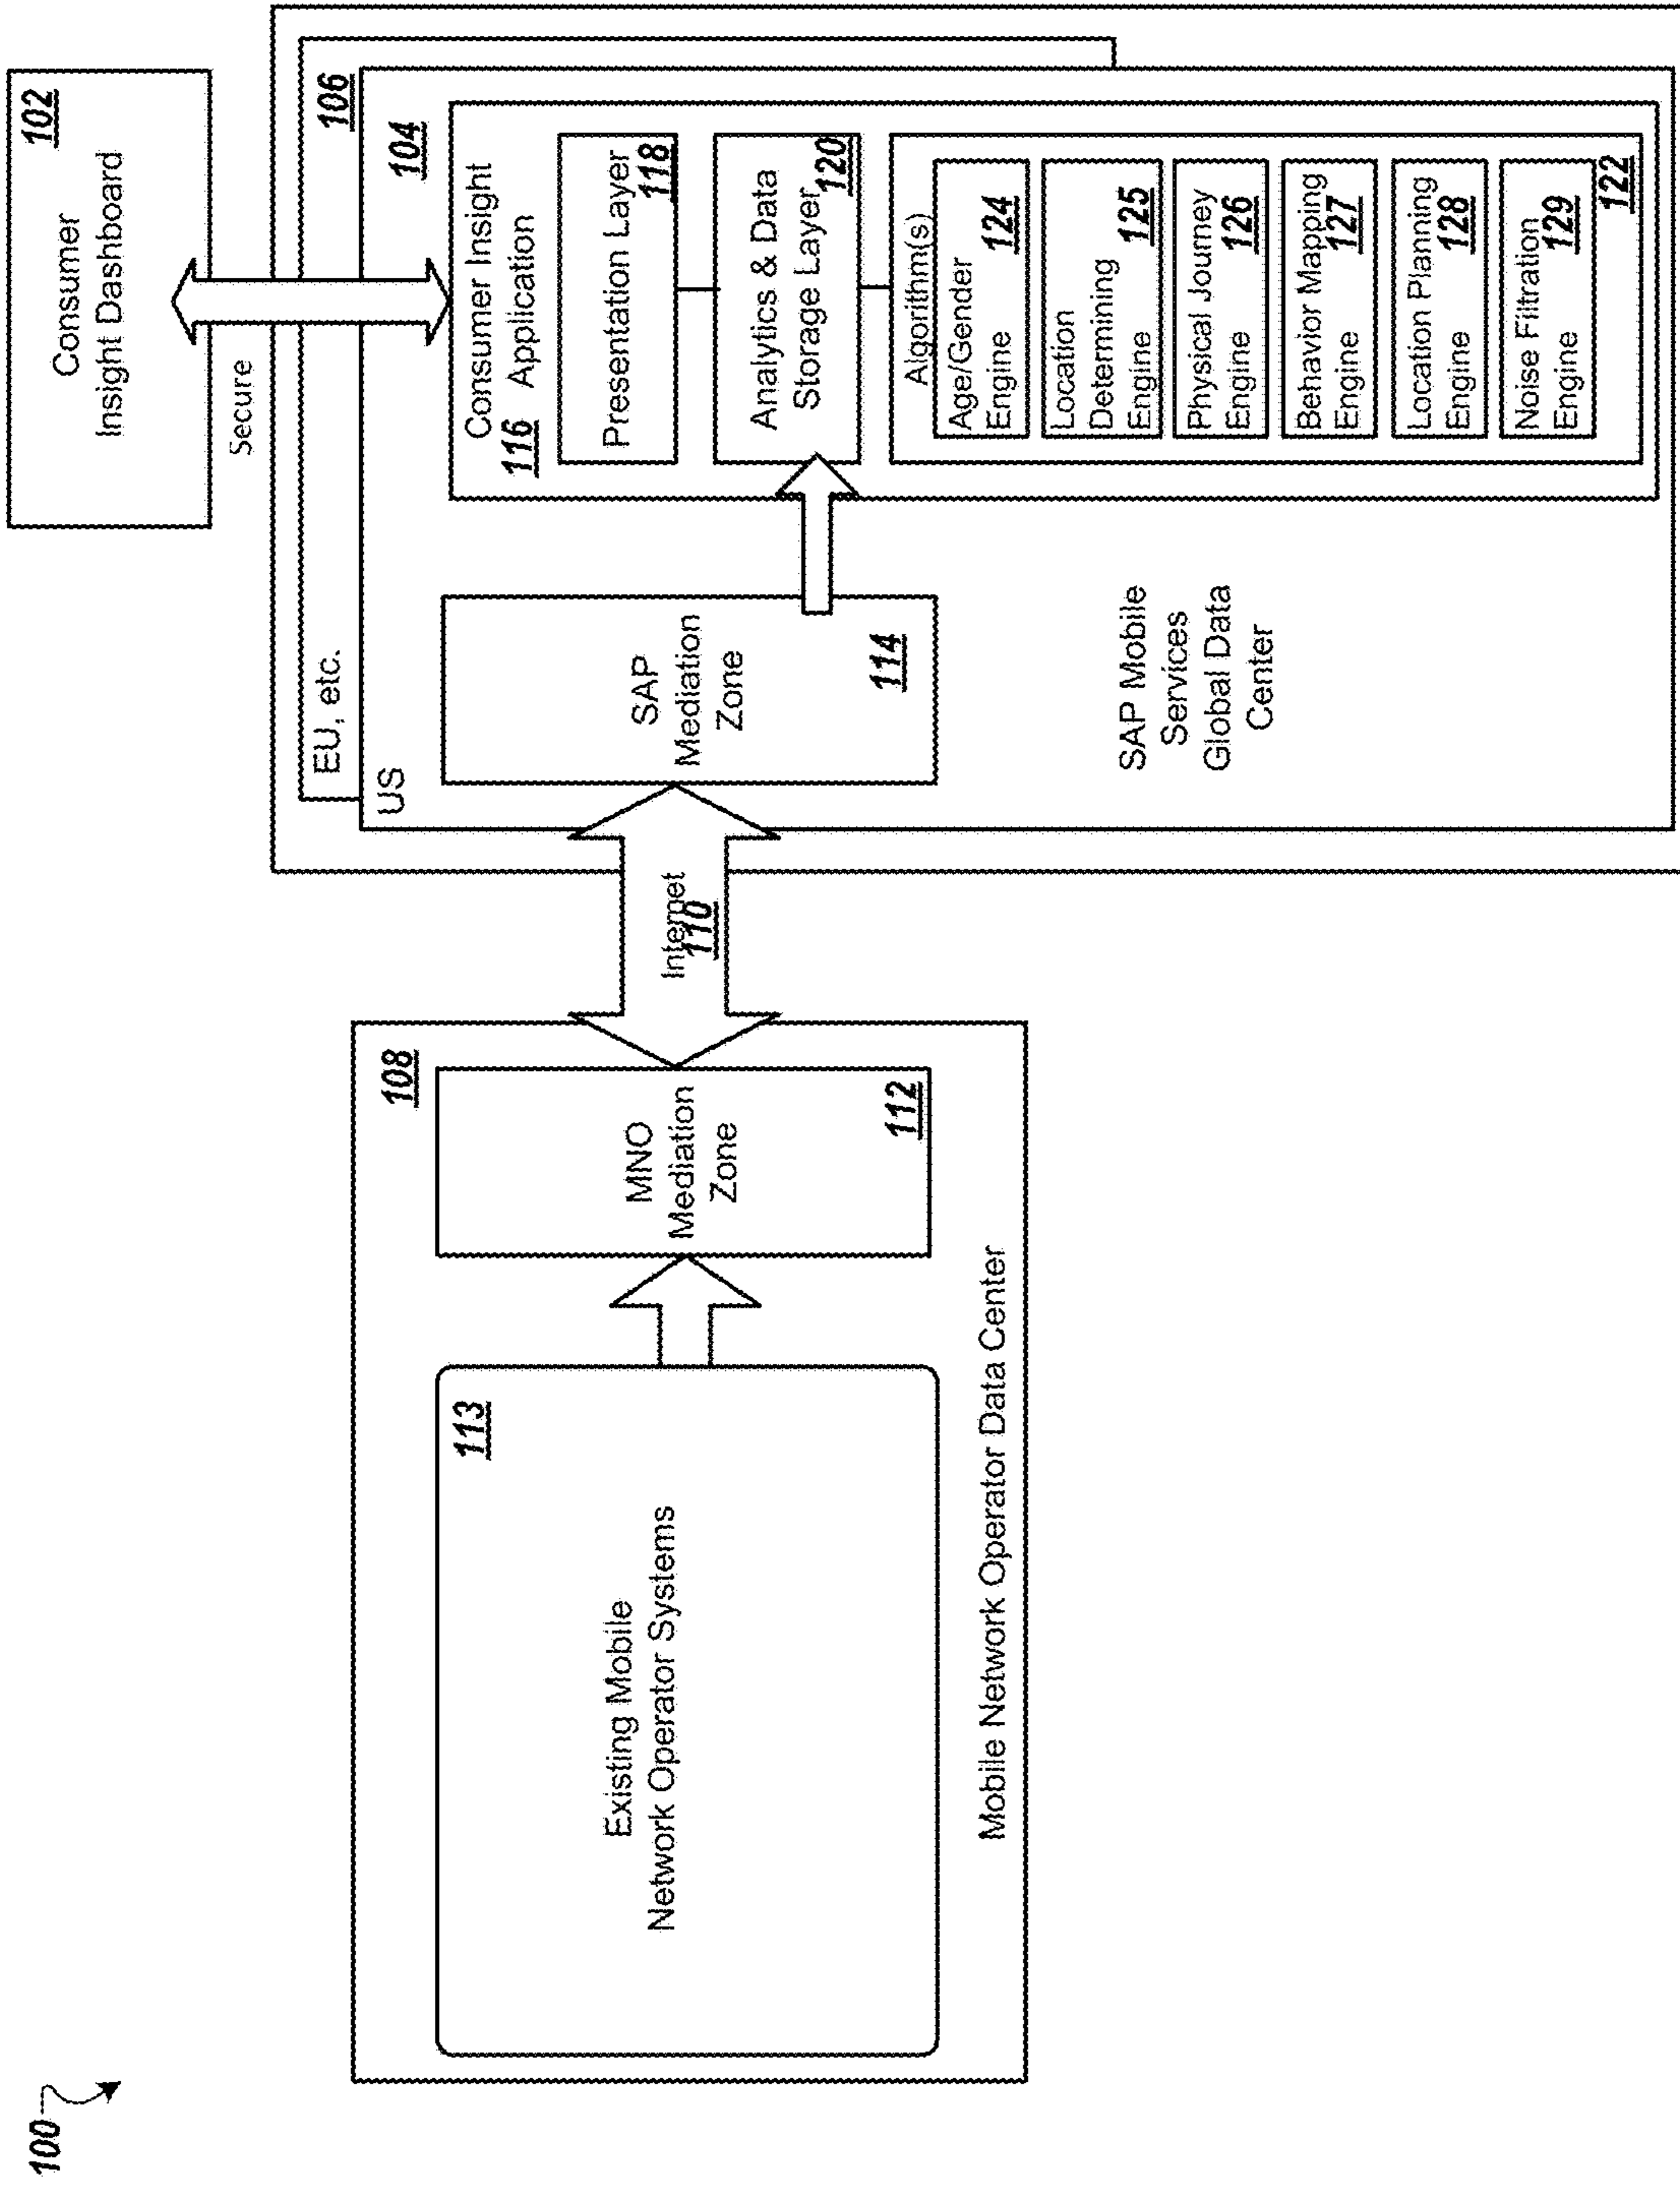 100
Existing Mobile
Network Operator Systems
113
MNO
Mediation
Zone
112
108
Mobile Network Operator Data Center
Internet
110
Consumer
Insight Dashboard
102
Secure
EU, etc.
106
US
104
SAP
Mediation
Zone
114
SAP Mobile
Services
Global Data
Center
Consumer Insight
116 Application
Presentation Layer
118
Analytics & Data
Storage Layer
120
Algorithm(s)
Age/Gender
Engine
124
Location
Determining
Engine
125
Physical Journey
Engine
126
Behavior Mapping
Engine
127
Location Planning
Engine
128
Noise Filtration
Engine
129
122